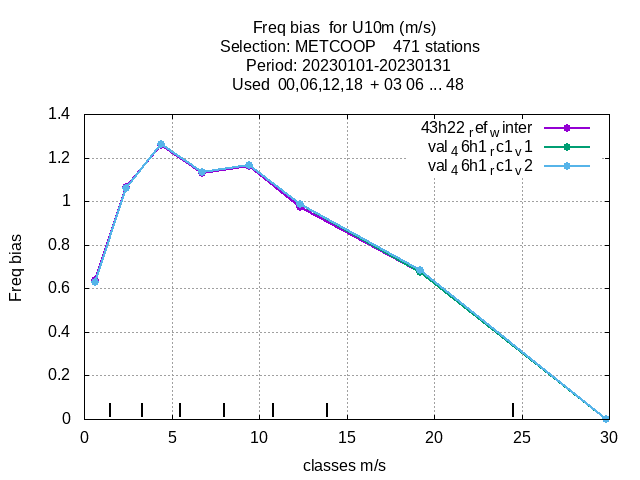 Freq bias  for U10m (m/s)
Selection: METCOOP    471 stations
Period: 20230101-20230131
Used  00,06,12,18  + 03 06 ... 48
43h22_ref_winter
val_46h1_rc1_v1
val_46h1_rc1_v2
1.4
1.2
1
0.8
0.6
0.4
0.2
0
Freq bias
0 5 10 15 20 25 30
classes m/s